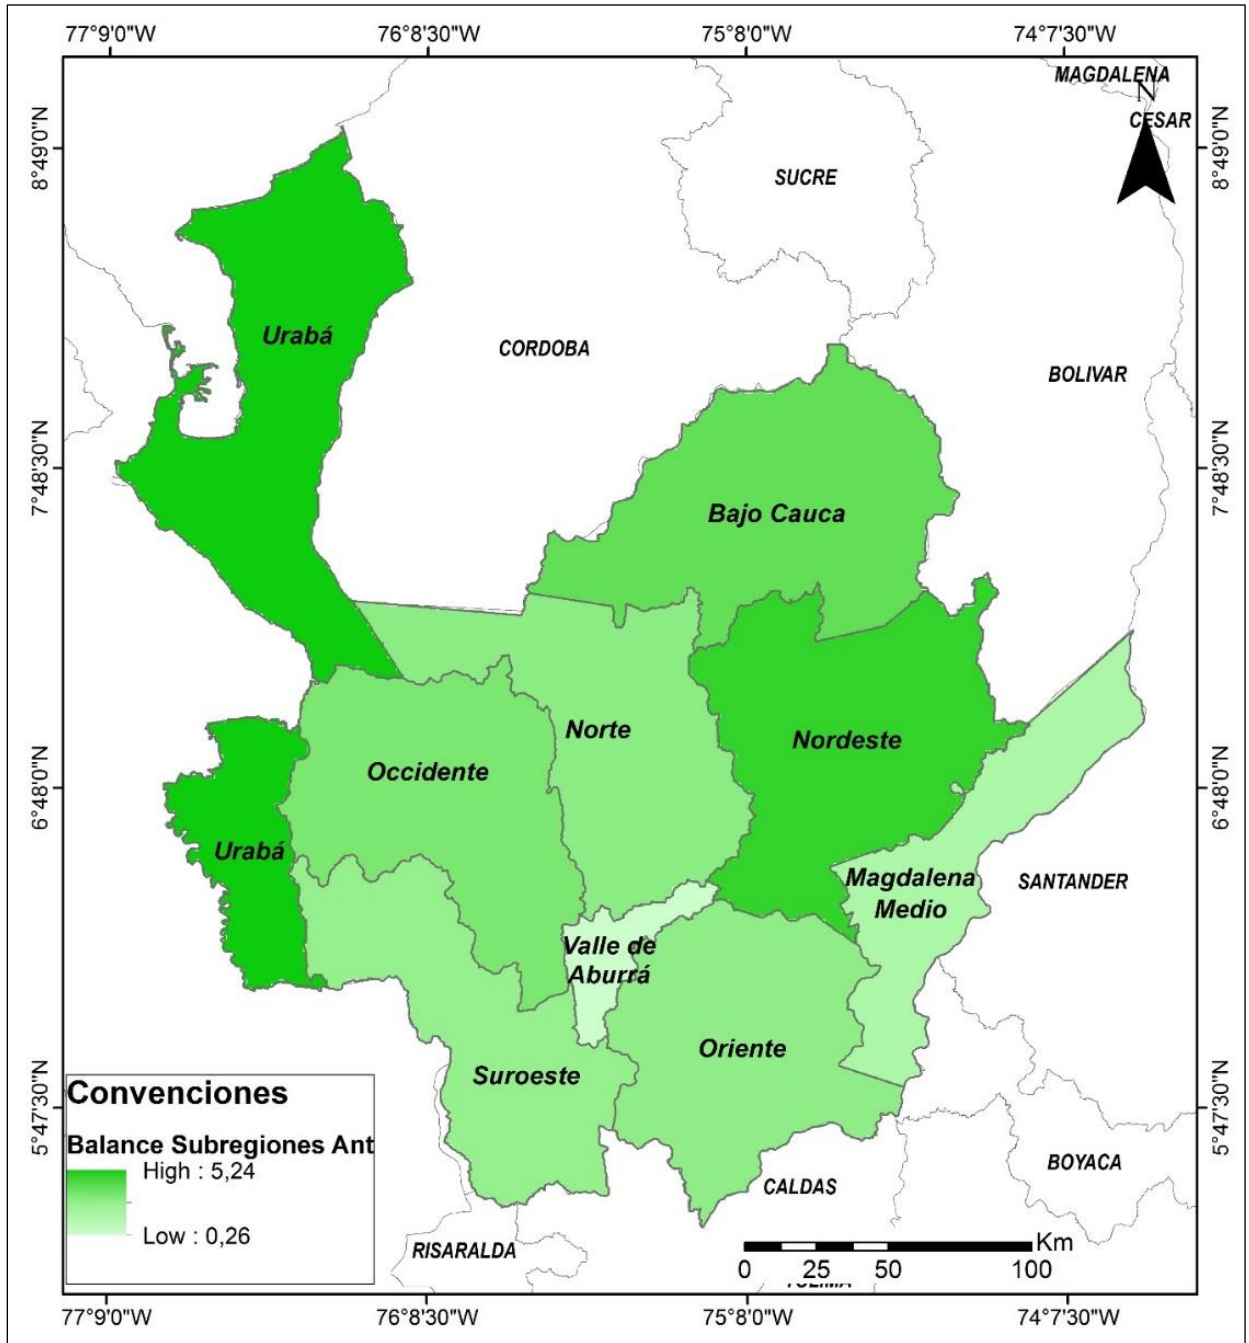 77°9'0"W 76°8'30"W 75°8'0"W 74°7'30"W
MAGDALENA
N
CESAR
8°49'0"N 8°49'0"N
SUCRE
Urabá
CORDOBA
BOLIVAR
7°48'30"N 7°48'30"N
Bajo Cauca
Norte
Nordeste
Occidente
6°48'0"N 6°48'0"N
Urabá
Magdalena
Medio
SANTANDER
Valle de
Aburrá
Oriente
Suroeste
5°47'30"N 5°47'30"N
Convenciones
Balance Subregiones Ant
High : 5,24
Low : 0,26
BOYACA
CALDAS
RISARALDA
Km
0 25 50 100
77°9'0"W 76°8'30"W 75°8'0"W 74°7'30"W